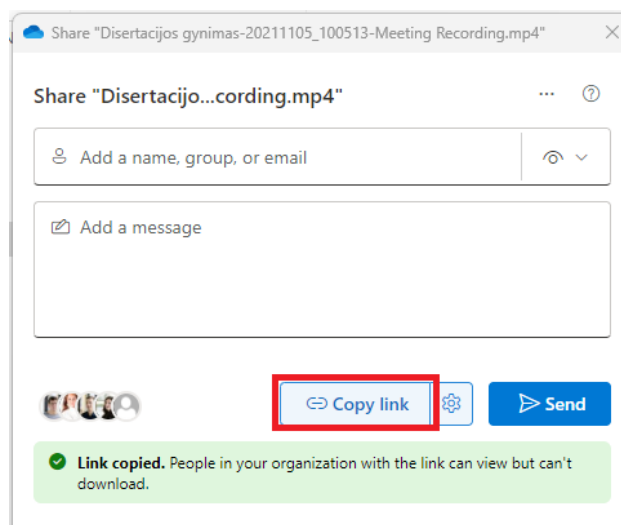 Share "Disertacijos gynimas-20211105_100513-Meeting Recording.mp4"
Share "Disertacijo...cording.mp4"
Add a name, group, or email
Add a message
Copy link
Send
Link copied. People in your organization with the link can view but can't
download.